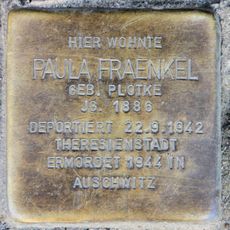 HIER WOHNTE
PAULA FRAENKEL
GEB. PLOTKE
JG. 1886
DEPORTIERT 22.9.1942
THERESIENSTADT
ERMORDET 1944 IN
AUSCHWITZ